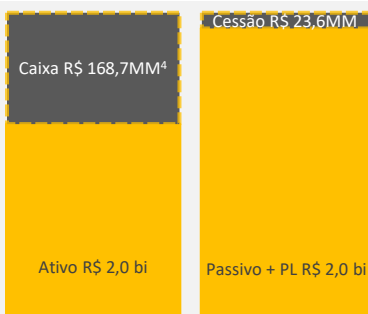 Cessão R$ 23,6MM
Caixa R$ 168,7MM⁴
Ativo R$ 2,0 bi
Passivo + PL R$ 2,0 bi